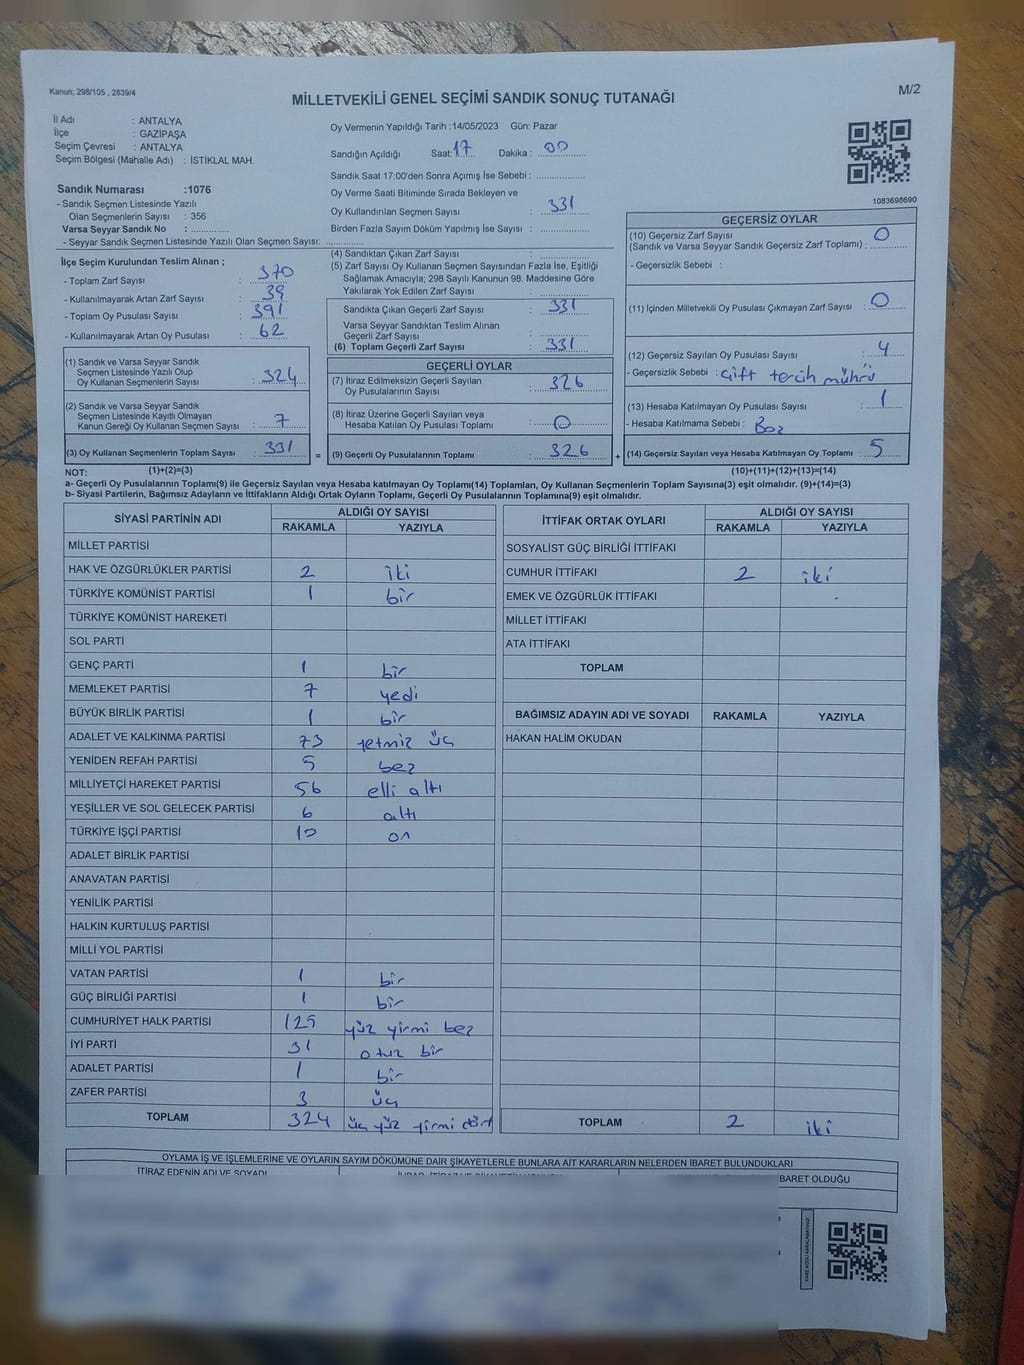 Kanun; 298/105 , 2839/4
MİLLETVEKİLİ GENEL SEÇİMİ SANDIK SONUÇ TUTANAĞI
M/2
İl Adı : ANTALYA
İlçe : GAZİPAŞA
Seçim Çevresi : ANTALYA
Seçim Bölgesi (Mahalle Adı) : İSTİKLAL MAH.
Sandık Numarası :1076
- Sandık Seçmen Listesinde Yazılı
Olan Seçmenlerin Sayısı : 356
Varsa Seyyar Sandık No :
- Seyyar Sandık Seçmen Listesinde Yazılı Olan Seçmen Sayısı:
Oy Vermenin Yapıldığı Tarih :14/05/2023 Gün: Pazar
Sandığın Açıldığı Saat: 17 Dakika : 00
Sandık Saat 17:00'den Sonra Açımış İse Sebebi :
Oy Verme Saati Bitiminde Sırada Bekleyen ve
Oy Kullandırılan Seçmen Sayısı : 331
Birden Fazla Sayım Döküm Yapılmış İse Sayısı :
1083698690
İlçe Seçim Kurulundan Teslim Alınan ;
- Toplam Zarf Sayısı : 370
- Kullanılmayarak Artan Zarf Sayısı : 39
- Toplam Oy Pusulası Sayısı : 391
- Kullanılmayarak Artan Oy Pusulası : 62
(1) Sandık ve Varsa Seyyar Sandık
Seçmen Listesinde Yazılı Olup
Oy Kullanan Seçmenlerin Sayısı : 324
(2) Sandık ve Varsa Seyyar Sandık
Seçmen Listesinde Kayıtlı Olmayan
Kanun Gereği Oy Kullanan Seçmen Sayısı : 7
(3) Oy Kullanan Seçmenlerin Toplam Sayısı : 331
(4) Sandıktan Çıkan Zarf Sayısı :
(5) Zarf Sayısı Oy Kullanan Seçmen Sayısından Fazla İse, Eşitliği
Sağlamak Amacıyla; 298 Sayılı Kanunun 98. Maddesine Göre
Yakılarak Yok Edilen Zarf Sayısı :
Sandıkta Çıkan Geçerli Zarf Sayısı : 331
Varsa Seyyar Sandıktan Teslim Alınan
Geçerli Zarf Sayısı :
(6) Toplam Geçerli Zarf Sayısı : 331
GEÇERLİ OYLAR
(7) İtiraz Edilmeksizin Geçerli Sayılan
Oy Pusulalarının Sayısı : 326
(8) İtiraz Üzerine Geçerli Sayılan veya
Hesaba Katılan Oy Pusulası Toplamı : 0
= (9) Geçerli Oy Pusulalarının Toplamı : 326 +
GEÇERSİZ OYLAR
(10) Geçersiz Zarf Sayısı
(Sandık ve Varsa Seyyar Sandık Geçersiz Zarf Toplamı) : 0
- Geçersizlik Sebebi :
(11) İçinden Milletvekili Oy Pusulası Çıkmayan Zarf Sayısı : 0
(12) Geçersiz Sayılan Oy Pusulası Sayısı : 4
- Geçersizlik Sebebi : Çift tercih mührü
(13) Hesaba Katılmayan Oy Pusulası Sayısı : 1
- Hesaba Katılmama Sebebi : Boş
(14) Geçersiz Sayılan veya Hesaba Katılmayan Oy Toplamı : 5
NOT: (1)+(2)=(3) (10)+(11)+(12)+(13)=(14)
a- Geçerli Oy Pusulalarının Toplamı(9) ile Geçersiz Sayılan veya Hesaba Katılmayan oy Toplamı(14) Toplamları, Oy Kullanan Seçmenlerin Toplam Sayısına(3) eşit olmalıdır. (9)+(14)=(3)
b- Siyasi Partilerin, Bağımsız Adayların ve İttifakların Aldığı Ortak Oyların Toplamı, Geçerli Oy Pusulalarının Toplamına(9) eşit olmalıdır.
SİYASİ PARTİNİN ADI ALDIĞI OY SAYISI
RAKAMLA YAZIYLA
MİLLET PARTİSİ
HAK VE ÖZGÜRLÜKLER PARTİSİ 2 iki
TÜRKİYE KOMÜNİST PARTİSİ 1 bir
TÜRKİYE KOMÜNİST HAREKETİ
SOL PARTİ
GENÇ PARTİ 1 bir
MEMLEKET PARTİSİ 7 yedi
BÜYÜK BİRLİK PARTİSİ 1 bir
ADALET VE KALKINMA PARTİSİ 73 yetmiş üç
YENİDEN REFAH PARTİSİ 5 beş
MİLLİYETÇİ HAREKET PARTİSİ 56 elli altı
YEŞİLLER VE SOL GELECEK PARTİSİ 6 altı
TÜRKİYE İŞÇİ PARTİSİ 10 on
ADALET BİRLİK PARTİSİ
ANAVATAN PARTİSİ
YENİLİK PARTİSİ
HALKIN KURTULUŞ PARTİSİ
MİLLİ YOL PARTİSİ
VATAN PARTİSİ 1 bir
GÜÇ BİRLİĞİ PARTİSİ 1 bir
CUMHURİYET HALK PARTİSİ 125 yüz yirmi beş
İYİ PARTİ 31 otuz bir
ADALET PARTİSİ 1 bir
ZAFER PARTİSİ 3 üç
TOPLAM 324 üç yüz yirmi dört
İTTİFAK ORTAK OYLARI ALDIĞI OY SAYISI
RAKAMLA YAZIYLA
SOSYALİST GÜÇ BİRLİĞİ İTTİFAKI
CUMHUR İTTİFAKI 2 iki
EMEK VE ÖZGÜRLÜK İTTİFAKI
MİLLET İTTİFAKI
ATA İTTİFAKI
TOPLAM
BAĞIMSIZ ADAYIN ADI VE SOYADI RAKAMLA YAZIYLA
HAKAN HALİM OKUDAN
TOPLAM 2 iki
OYLAMA İŞ VE İŞLEMLERİNE VE OYLARIN SAYIM DÖKÜMÜNE DAİR ŞİKAYETLERLE BUNLARA AİT KARARLARIN NELERDEN İBARET BULUNDUKLARI
İTİRAZ EDENİN ADI VE SOYADI
BARET OLDUĞU